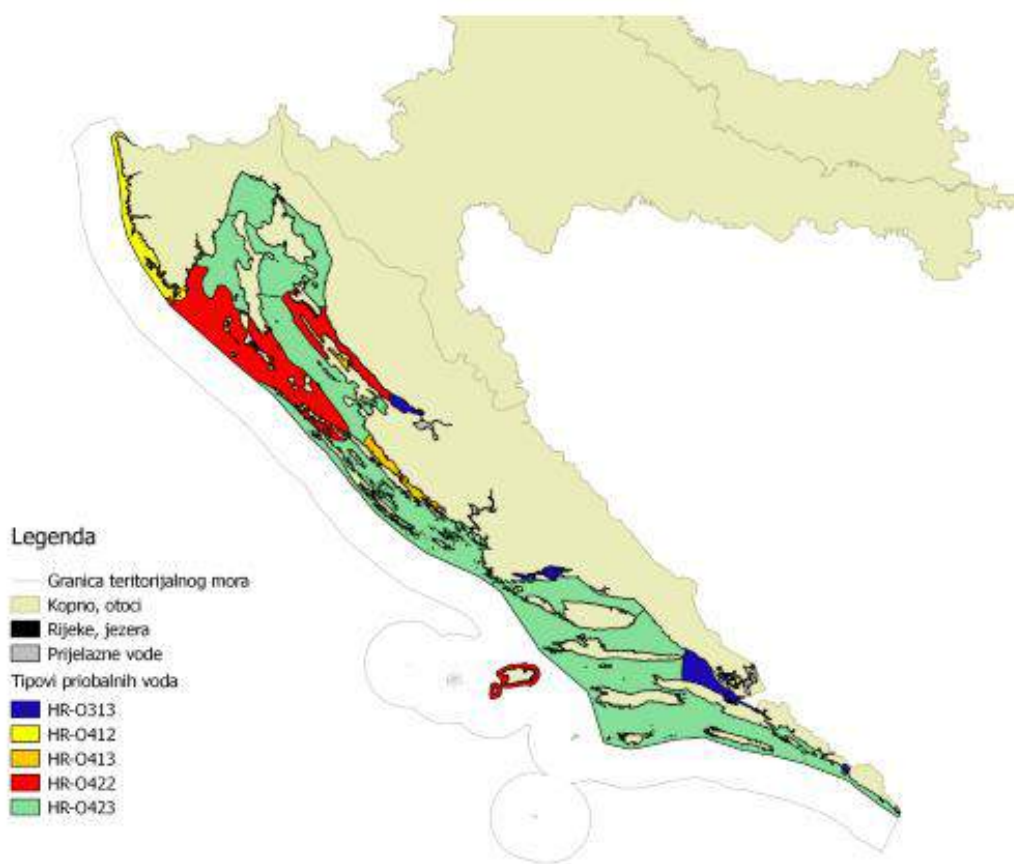 Legenda
Granica teritorijalnog mora
Kopno, otoci
Rijeke, jezera
Prijelazne vode
Tipovi priobalnih voda
HR-O313
HR-O412
HR-O413
HR-O422
HR-O423